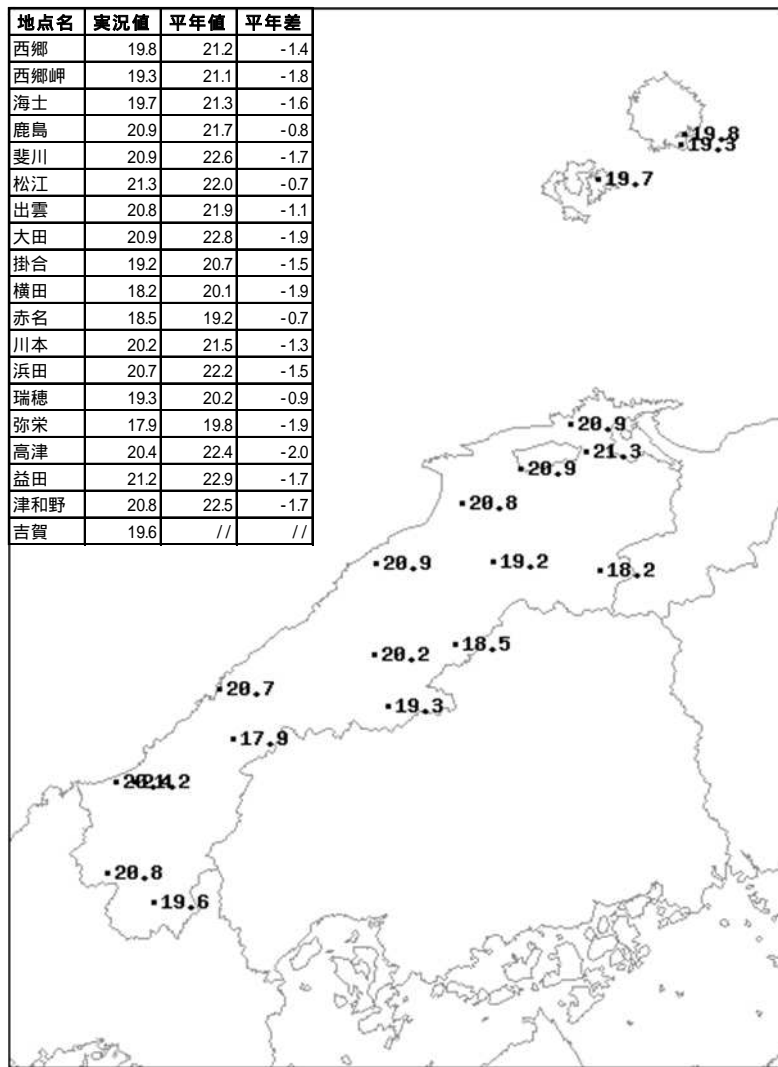 地点名 実況値 平年値 平年差
西郷 19.8 21.2 -1.4
西郷岬 19.3 21.1 -1.8
海士 19.7 21.3 -1.6
鹿島 20.9 21.7 -0.8
斐川 20.9 22.6 -1.7
松江 21.3 22.0 -0.7
出雲 20.8 21.9 -1.1
大田 20.9 22.8 -1.9
掛合 19.2 20.7 -1.5
横田 18.2 20.1 -1.9
赤名 18.5 19.2 -0.7
川本 20.2 21.5 -1.3
浜田 20.7 22.2 -1.5
瑞穂 19.3 20.2 -0.9
弥栄 17.9 19.8 -1.9
高津 20.4 22.4 -2.0
益田 21.2 22.9 -1.7
津和野 20.8 22.5 -1.7
吉賀 19.6 // //
19.8
19.3
19.7
20.9
21.3
20.9
20.8
20.9 19.2 18.2
18.5
20.2
20.7
19.3
17.9
20.4 21.2
20.8
19.6